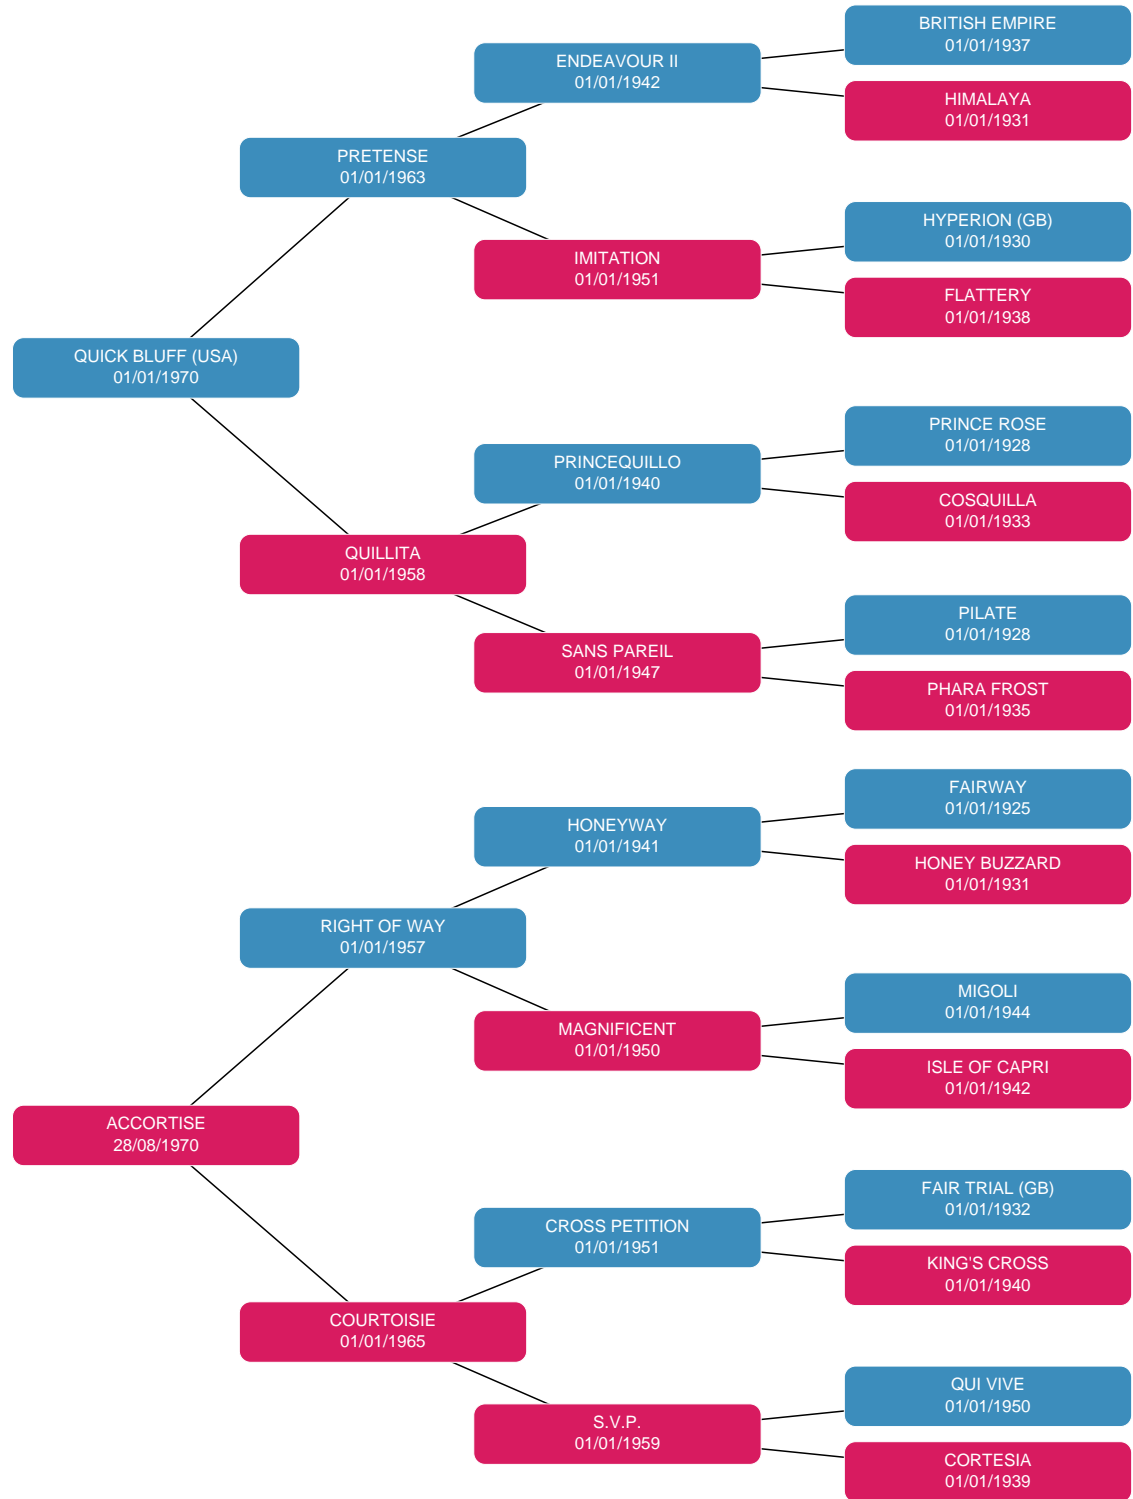 BRITISH EMPIRE
01/01/1937
ENDEAVOUR II
01/01/1942
HIMALAYA
01/01/1931
PRETENSE
01/01/1963
HYPERION (GB)
01/01/1930
IMITATION
01/01/1951
FLATTERY
01/01/1938
QUICK BLUFF (USA)
01/01/1970
PRINCE ROSE
01/01/1928
PRINCEQUILLO
01/01/1940
COSQUILLA
01/01/1933
QUILLITA
01/01/1958
PILATE
01/01/1928
SANS PAREIL
01/01/1947
PHARA FROST
01/01/1935
FAIRWAY
01/01/1925
HONEYWAY
01/01/1941
HONEY BUZZARD
01/01/1931
RIGHT OF WAY
01/01/1957
MIGOLI
01/01/1944
MAGNIFICENT
01/01/1950
ISLE OF CAPRI
01/01/1942
ACCORTISE
28/08/1970
FAIR TRIAL (GB)
01/01/1932
CROSS PETITION
01/01/1951
KING'S CROSS
01/01/1940
COURTOISIE
01/01/1965
QUI VIVE
01/01/1950
S.V.P.
01/01/1959
CORTESIA
01/01/1939